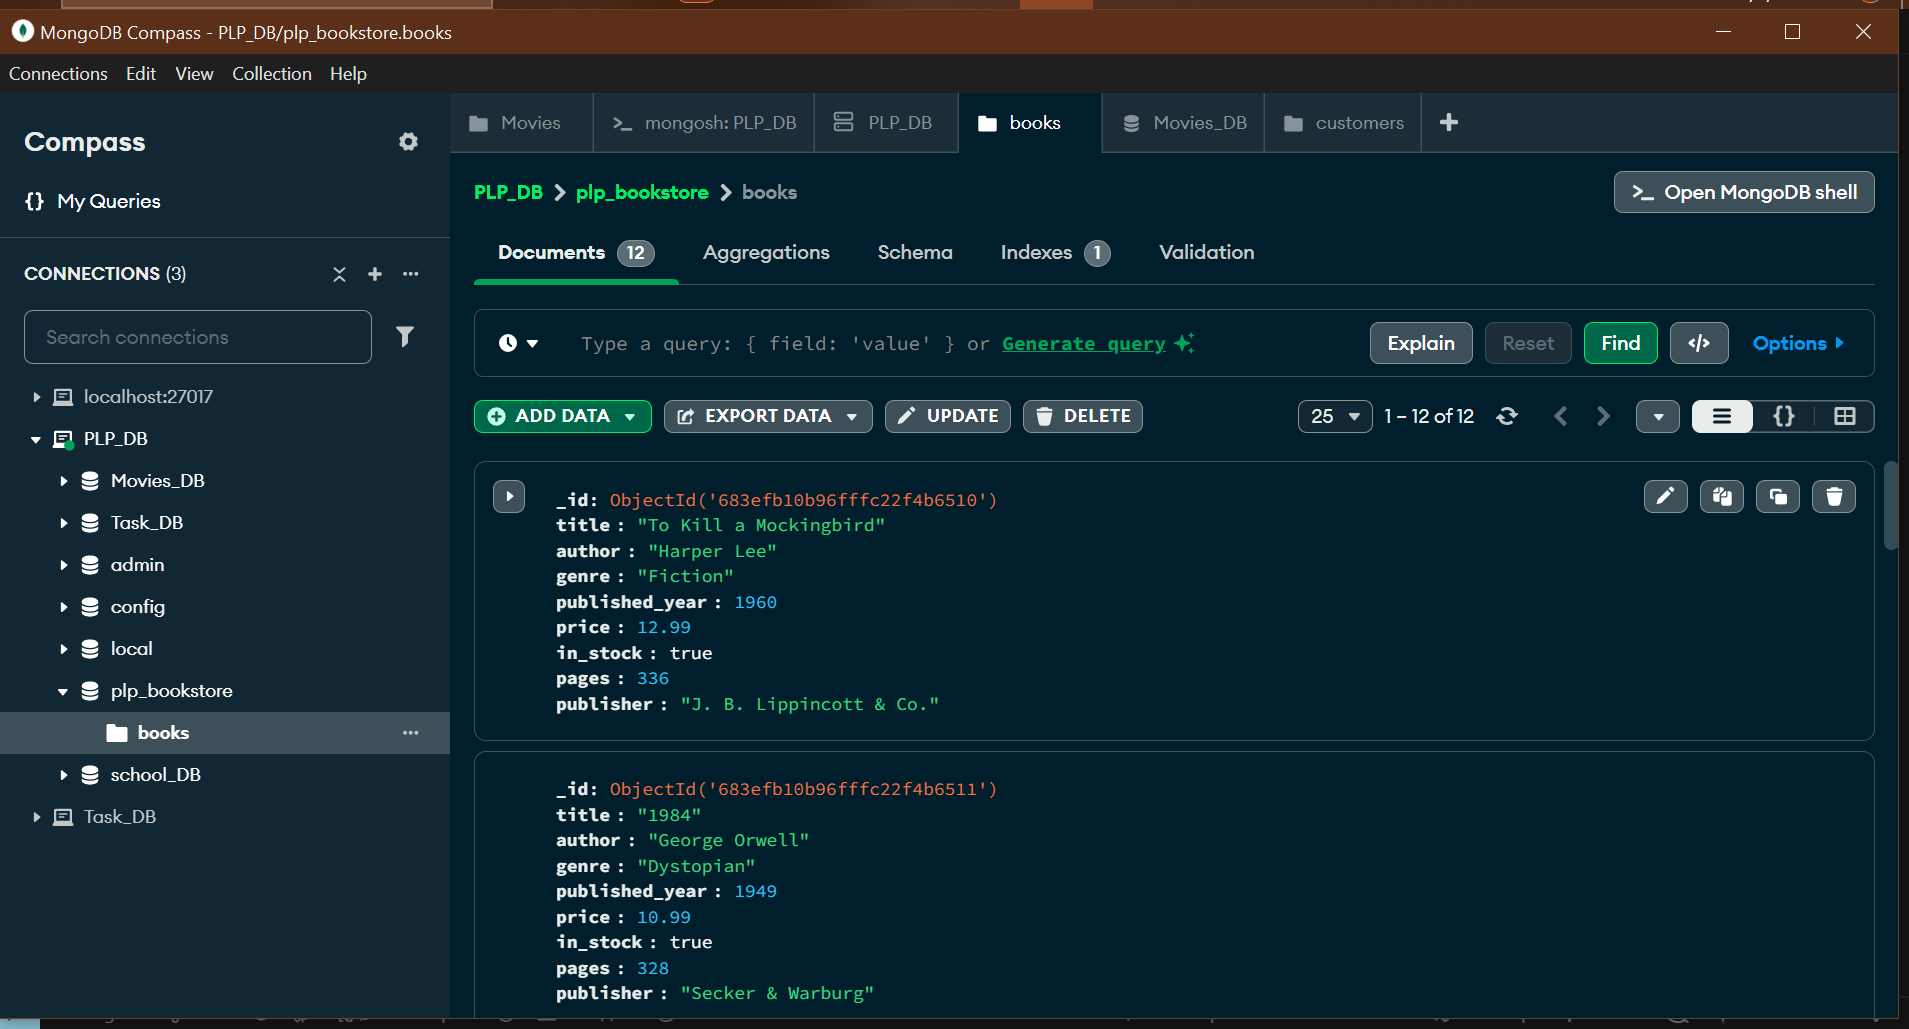 MongoDB Compass - PLP_DB/plp_bookstore.books
Connections Edit View Collection Help
Compass
{} My Queries
CONNECTIONS (3)
Search connections
localhost:27017
PLP_DB
Movies_DB
Task_DB
admin
config
local
plp_bookstore
books
school_DB
Task_DB
Movies
>_ mongosh: PLP_DB
PLP_DB
books
Movies_DB
customers
PLP_DB > plp_bookstore > books
>_ Open MongoDB shell
Documents 12 Aggregations Schema Indexes 1 Validation
Type a query: { field: 'value' } or Generate query
Explain Reset Find </> Options
ADD DATA EXPORT DATA UPDATE DELETE
25 1 – 12 of 12 {}
_id: ObjectId('683efb10b96fffc22f4b6510')
title : "To Kill a Mockingbird"
author : "Harper Lee"
genre : "Fiction"
published_year : 1960
price : 12.99
in_stock : true
pages : 336
publisher : "J. B. Lippincott & Co."
_id: ObjectId('683efb10b96fffc22f4b6511')
title : "1984"
author : "George Orwell"
genre : "Dystopian"
published_year : 1949
price : 10.99
in_stock : true
pages : 328
publisher : "Secker & Warburg"